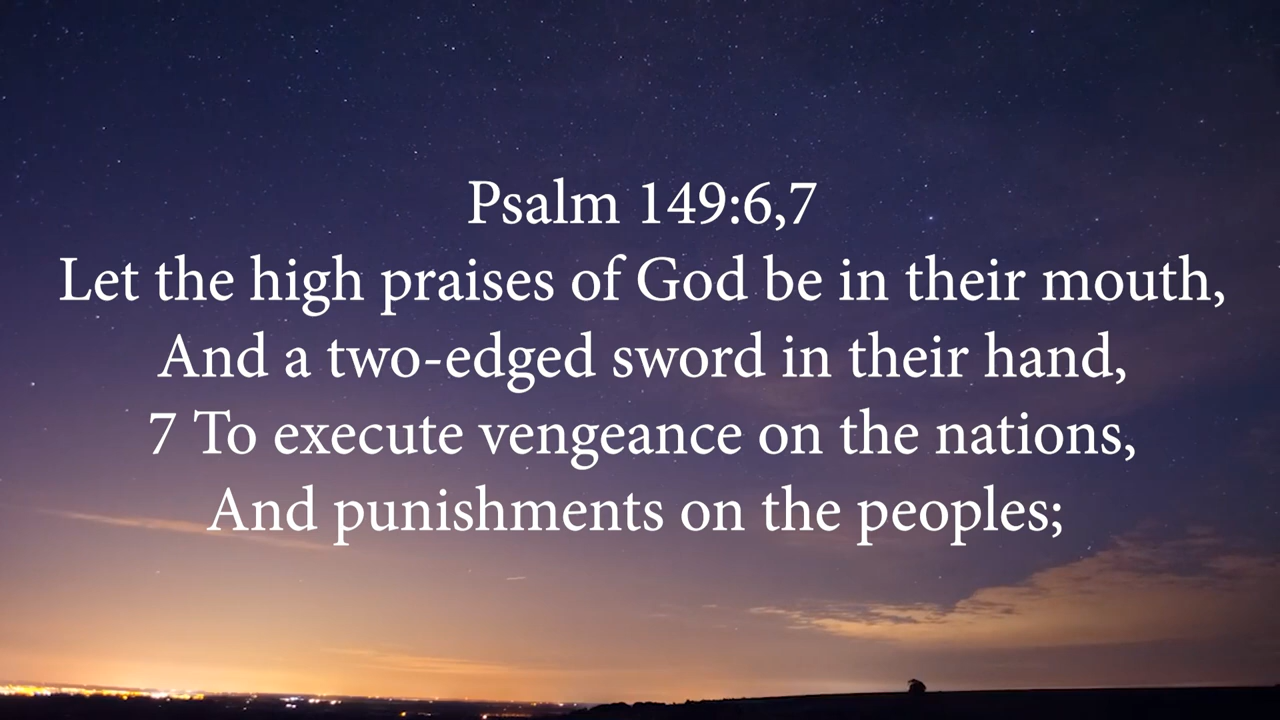 Psalm 149:6,7
Let the high praises of God be in their mouth,
And a two-edged sword in their hand,
7 To execute vengeance on the nations,
And punishments on the peoples;